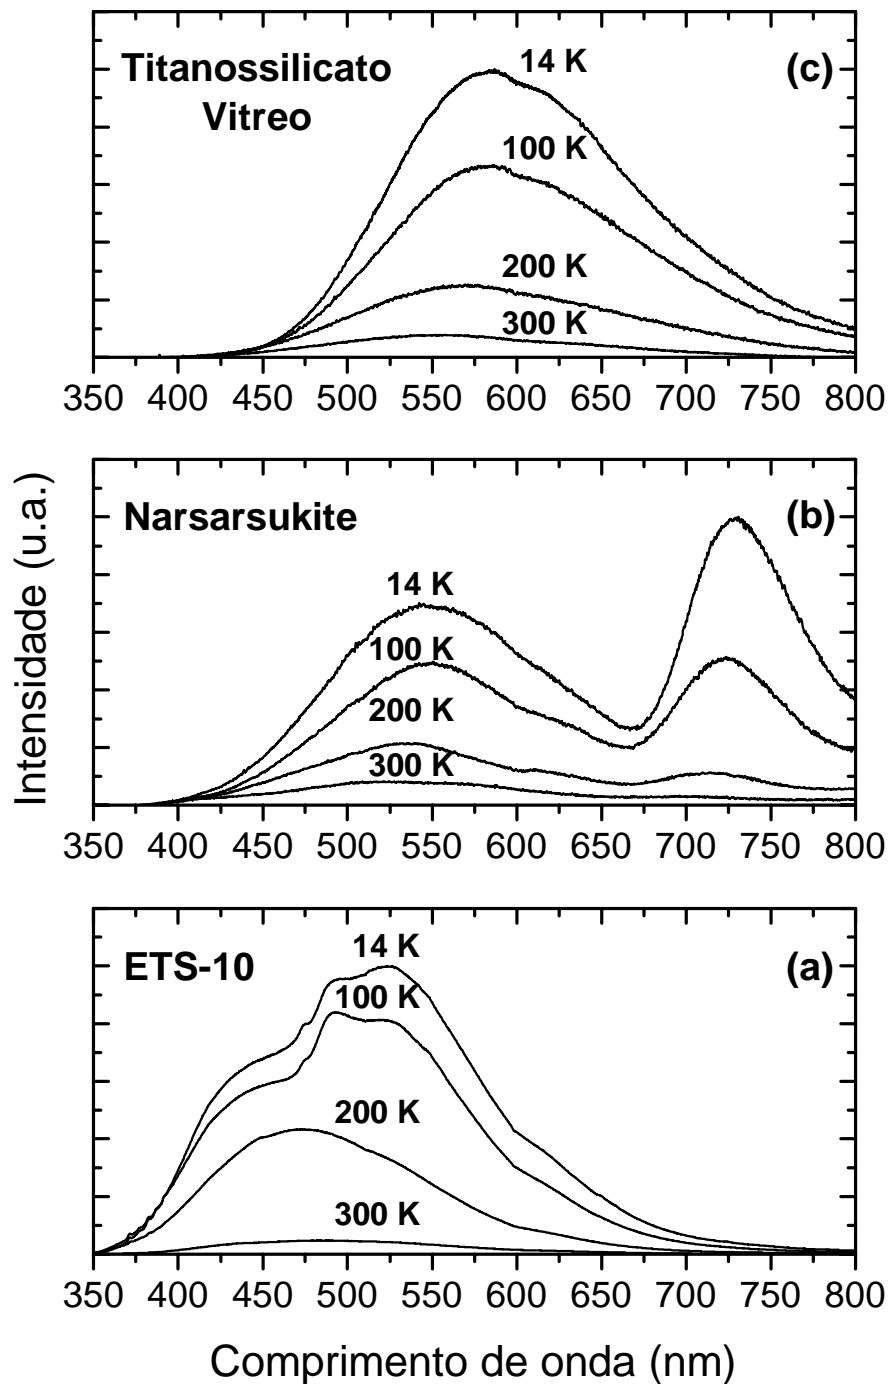 Titanossilicato
Vitreo
(c)
14 K
100 K
200 K
300 K
350 400 450 500 550 600 650 700 750 800
Narsarsukite
(b)
14 K
100 K
200 K
300 K
350 400 450 500 550 600 650 700 750 800
Intensidade (u.a.)
ETS-10
(a)
14 K
100 K
200 K
300 K
350 400 450 500 550 600 650 700 750 800
Comprimento de onda (nm)